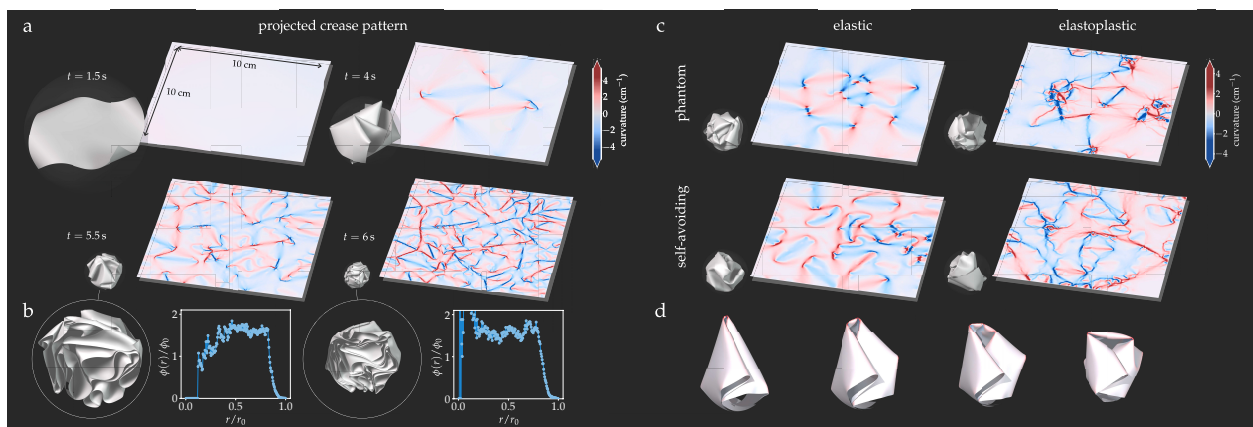 a
projected crease pattern
t = 1.5 s
10 cm
10 cm
t = 4 s
4
2
0
−2
−4
curvature (cm⁻¹)
t = 5.5 s
t = 6 s
b
2
1
0
ϕ(r)/ϕ₀
0.0
0.5
1.0
r/r₀
2
1
0
ϕ(r)/ϕ₀
0.0
0.5
1.0
r/r₀
c
elastic
elastoplastic
phantom
4
2
0
−2
−4
curvature (cm⁻¹)
self-avoiding
d